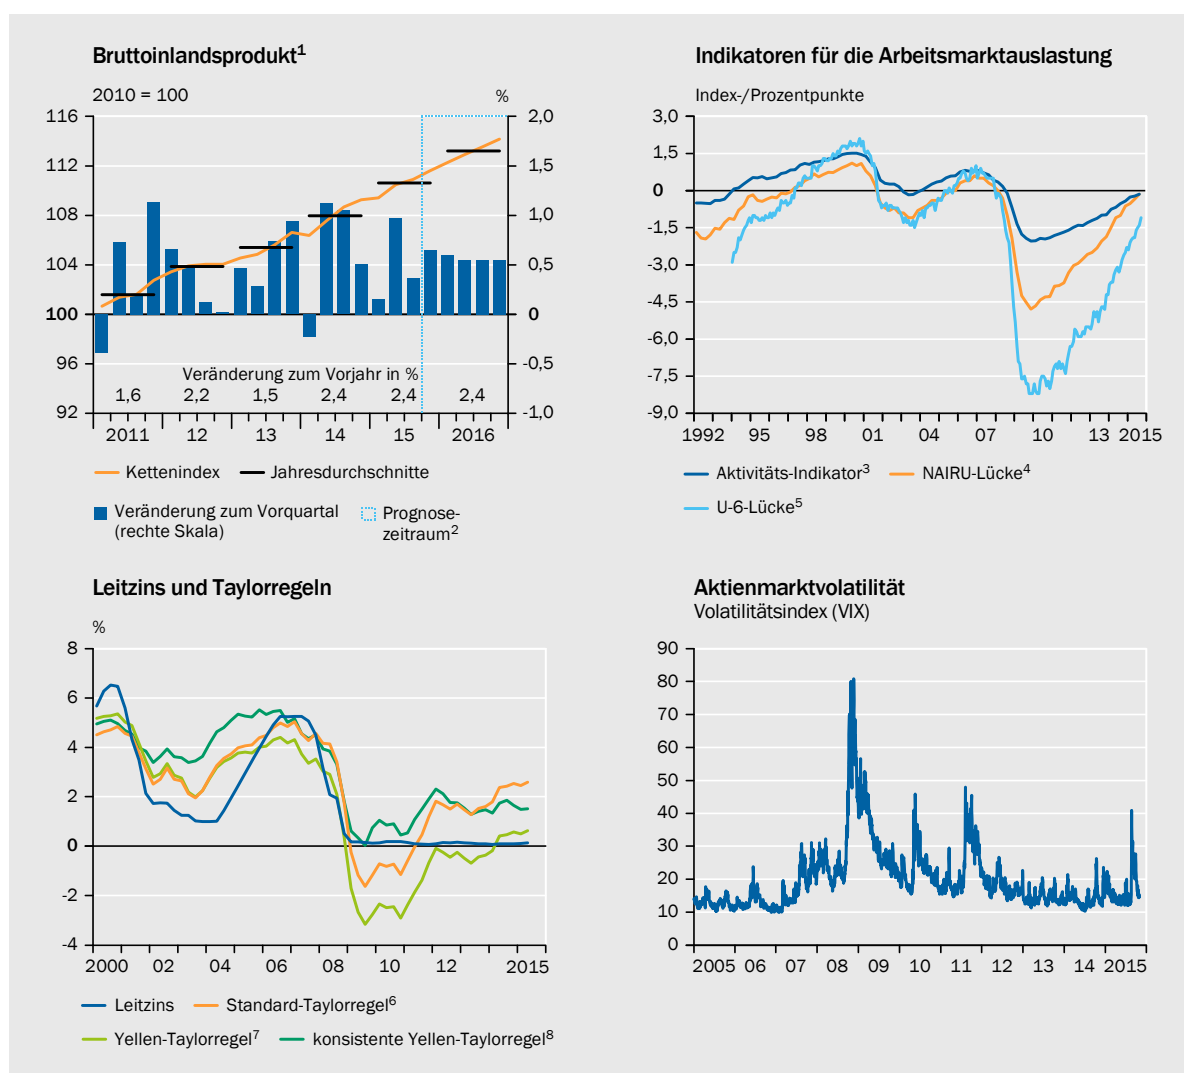 Bruttoinlandsprodukt1
2010 = 100
%
116
112
108
104
100
96
92
2,0
1,5
1,0
0,5
0
-0,5
-1,0
Veränderung zum Vorjahr in %
1,6 2,2 1,5 2,4 2,4 2,4
2011 12 13 14 15 2016
Kettenindex Jahresdurchschnitte
Veränderung zum Vorquartal
(rechte Skala)
Prognose-
zeitraum2
Indikatoren für die Arbeitsmarktauslastung
Index-/Prozentpunkte
3,0
1,5
0
-1,5
-3,0
-4,5
-6,0
-7,5
-9,0
1992 95 98 01 04 07 10 13 2015
Aktivitäts-Indikator3 NAIRU-Lücke4
U-6-Lücke5
Leitzins und Taylorregeln
%
8
6
4
2
0
-2
-4
2000 02 04 06 08 10 12 2015
Leitzins Standard-Taylorregel6
Yellen-Taylorregel7 konsistente Yellen-Taylorregel8
Aktienmarktvolatilität
Volatilitätsindex (VIX)
90
80
70
60
50
40
30
20
10
0
2005 06 07 08 09 10 11 12 13 14 2015